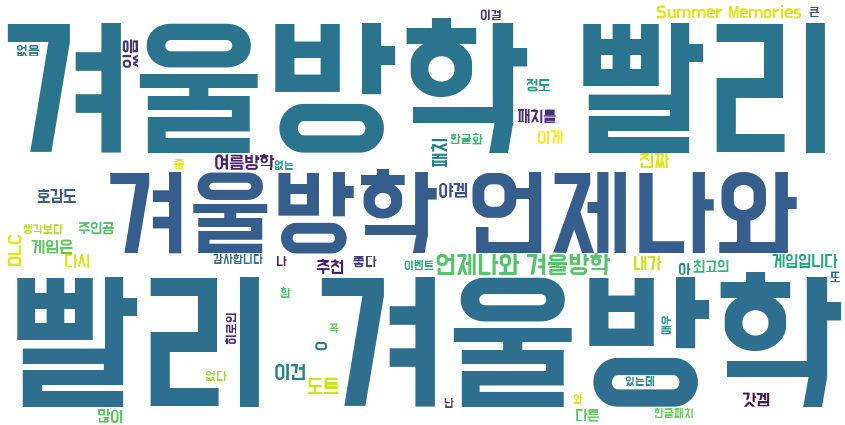 이결
Summer Memories 큰
겨울방학 빨리
없음
있음
정도
패치를
한글화 이게
패치
중 여름방학 없는 진짜
호감도 야겜
겨울방학 언제나와
생각보다 주인공
DLC 게임은
다시 감사합니다 나 추천 좋다 이벤트 언제나와 겨울방학 내가 아 최고의 게임입니다
또
빨리 겨울방학
함
히로인 꼭 아품
ㅇ
없다 이건 도트 있는데
난 와 갓겜
많이 다른 한글패치